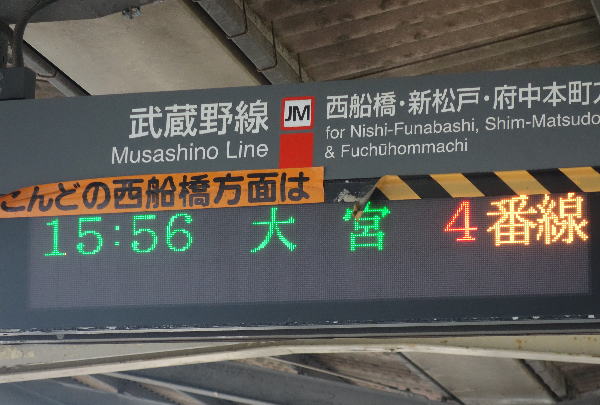 武蔵野線 JM 西船橋・新松戸・府中本町
Musashino Line for Nishi-Funabashi, Shim-Matsudo
& Fuchūhommachi
こんどの西船橋方面は
15:56 大宮 4番線